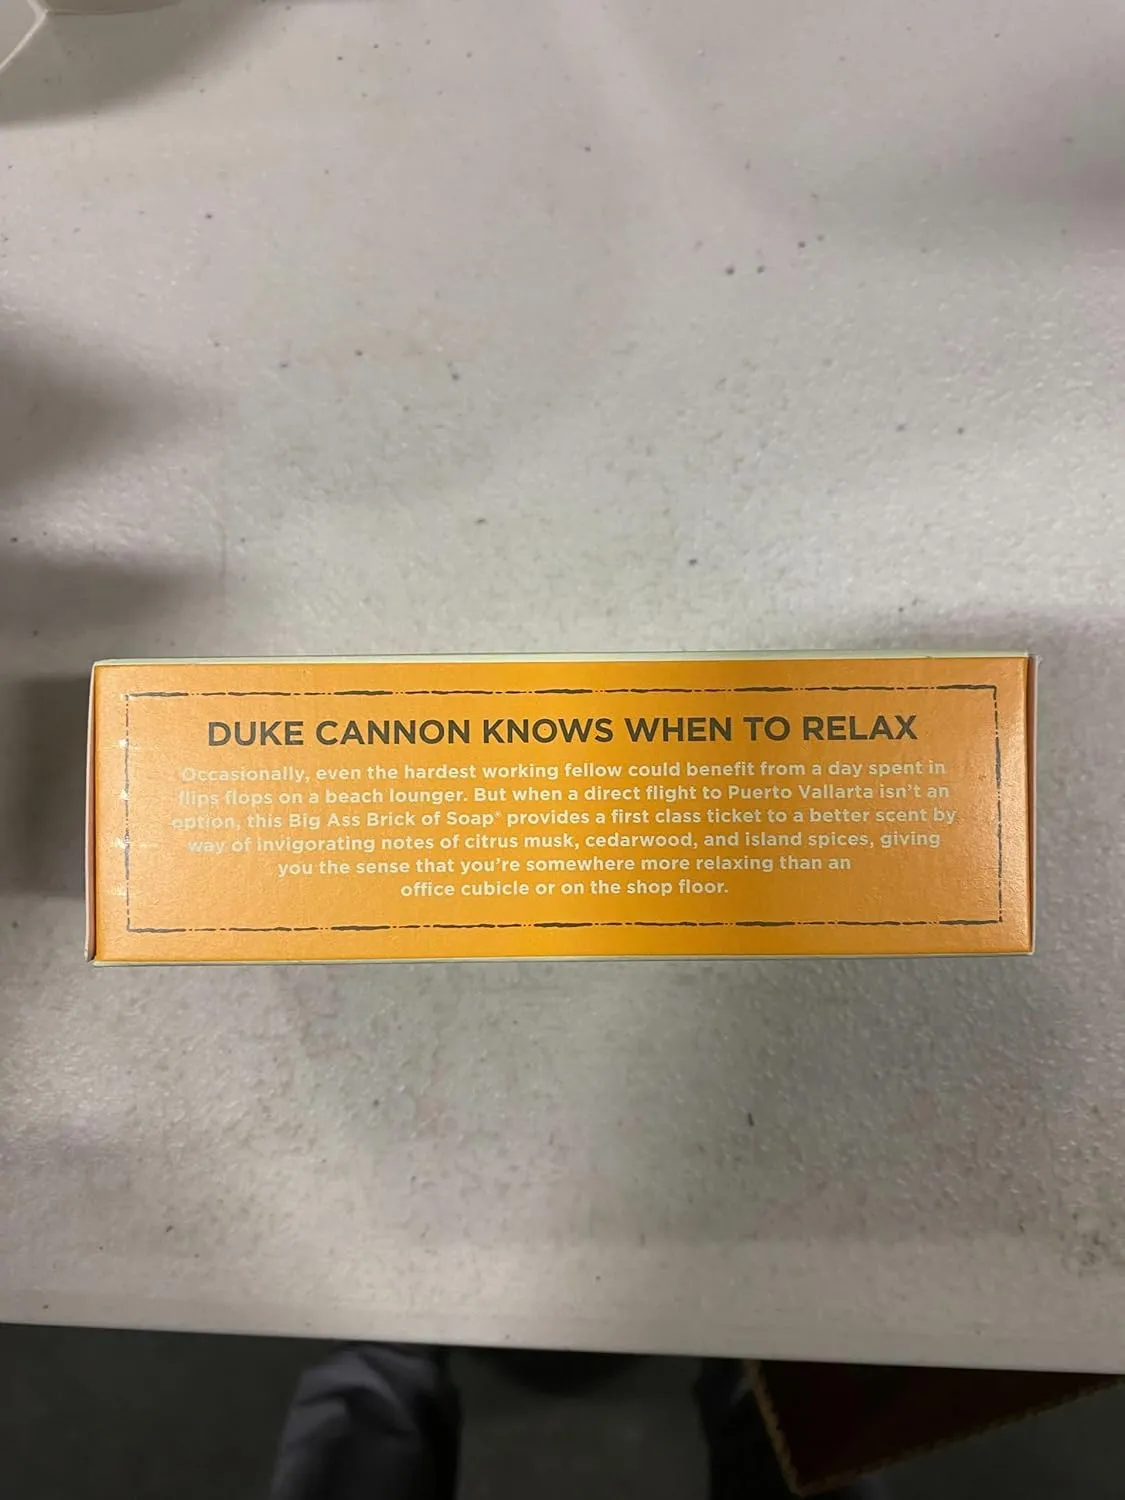 DUKE CANNON KNOWS WHEN TO RELAX
Occasionally, even the hardest working fellow could benefit from a day spent in
flips flops on a beach lounger. But when a direct flight to Puerto Vallarta isn't an
option, this Big Ass Brick of Soap® provides a first class ticket to a better scent by
way of invigorating notes of citrus musk, cedarwood, and island spices, giving
you the sense that you're somewhere more relaxing than an
office cubicle or on the shop floor.